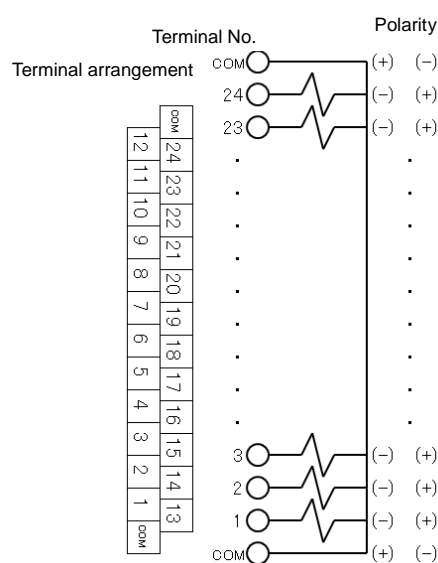 Terminal No.
Polarity
Terminal arrangement
COM (+) (−)
24 (−) (+)
23 (−) (+)
3 (−) (+)
2 (−) (+)
1 (−) (+)
COM (+) (−)
12
11
10
9
8
7
6
5
4
3
2
1
COM
COM
24
23
22
21
20
19
18
17
16
15
14
13